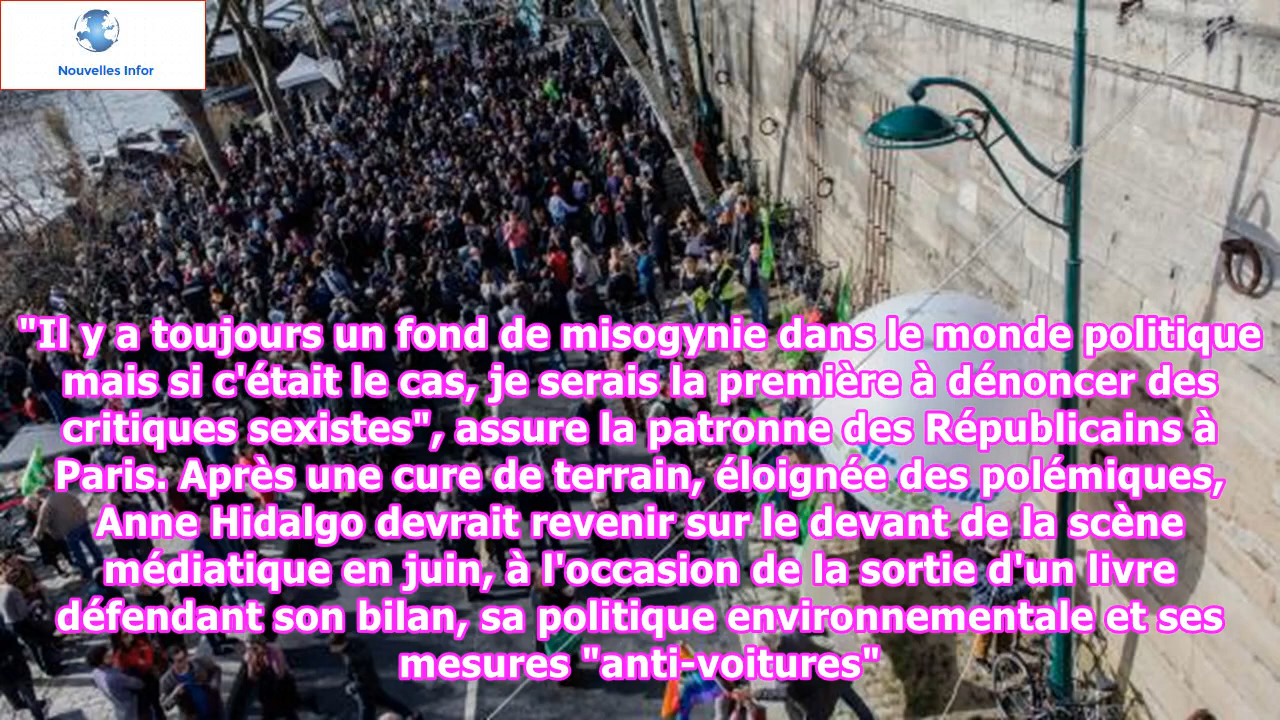 Nouvelles Infor
"Il y a toujours un fond de misogynie dans le monde politique
mais si c'était le cas, je serais la première à dénoncer des
critiques sexistes", assure la patronne des Républicains à
Paris. Après une cure de terrain, éloignée des polémiques,
Anne Hidalgo devrait revenir sur le devant de la scène
médiatique en juin, à l'occasion de la sortie d'un livre
défendant son bilan, sa politique environnementale et ses
mesures "anti-voitures"